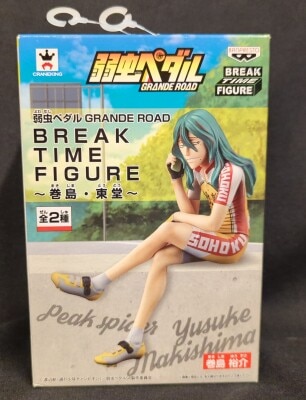 CRANEKING
弱虫ペダル
GRANDE ROAD
BANPRESTO
BREAK
TIME
FIGURE
弱虫ペダル GRANDE ROAD
BREAK
TIME
FIGURE
～巻島・東堂～
全2種
SOHOKU
Peak spider Yusuke
Makishima
巻島 裕介